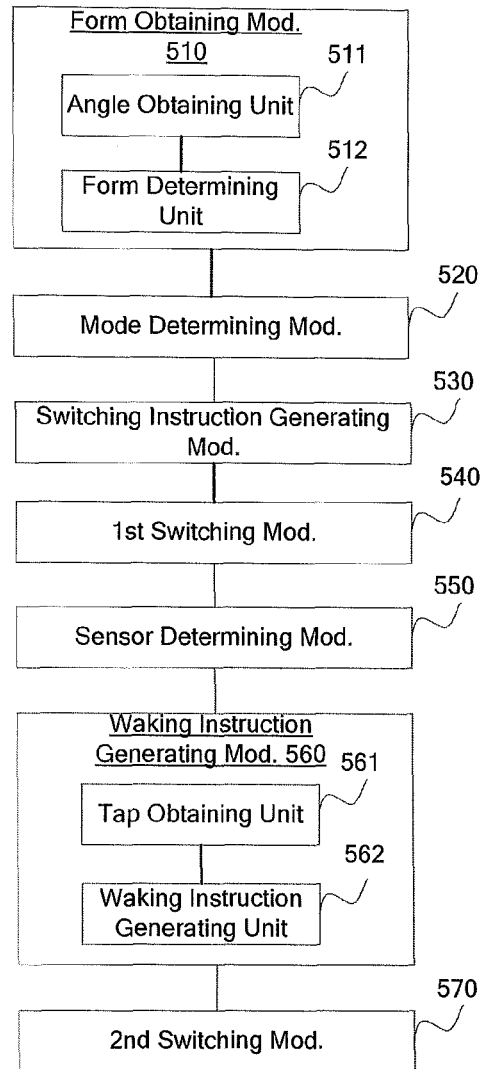 Form Obtaining Mod.
510
511
Angle Obtaining Unit
512
Form Determining
Unit
520
Mode Determining Mod.
530
Switching Instruction Generating
Mod.
540
1st Switching Mod.
550
Sensor Determining Mod.
Waking Instruction
Generating Mod. 560
561
Tap Obtaining Unit
562
Waking Instruction
Generating Unit
570
2nd Switching Mod.